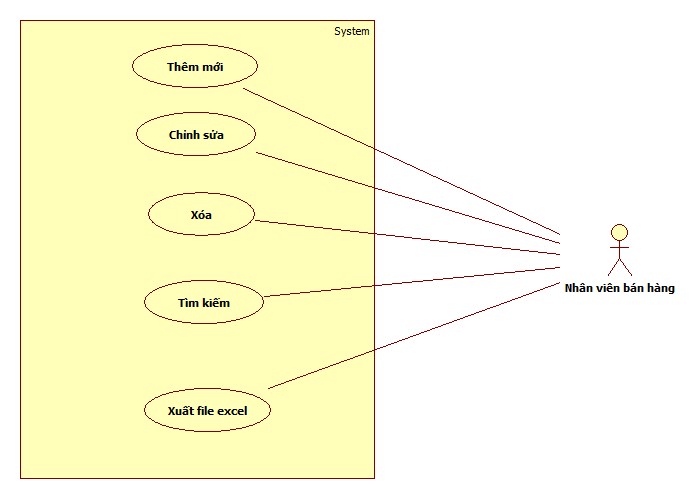 System
Thêm mới
Chỉnh sửa
Xóa
Tìm kiếm
Nhân viên bán hàng
Xuất file excel